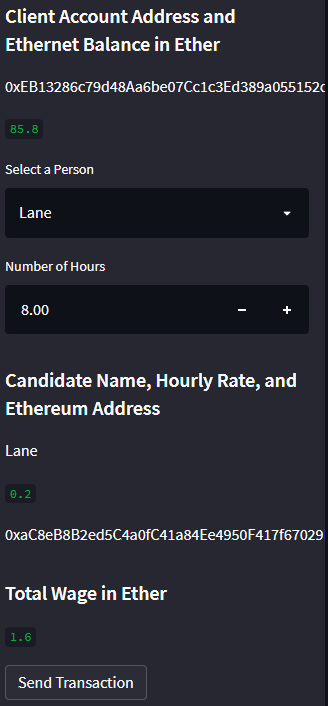 Client Account Address and
Ethernet Balance in Ether
0xEB13286c79d48Aa6be07Cc1c3Ed389a055152c
85.8
Select a Person
Lane
Number of Hours
8.00
Candidate Name, Hourly Rate, and
Ethereum Address
Lane
0.2
0xaC8eB8B2ed5C4a0fC41a84Ee4950F417f67029
Total Wage in Ether
1.6
Send Transaction